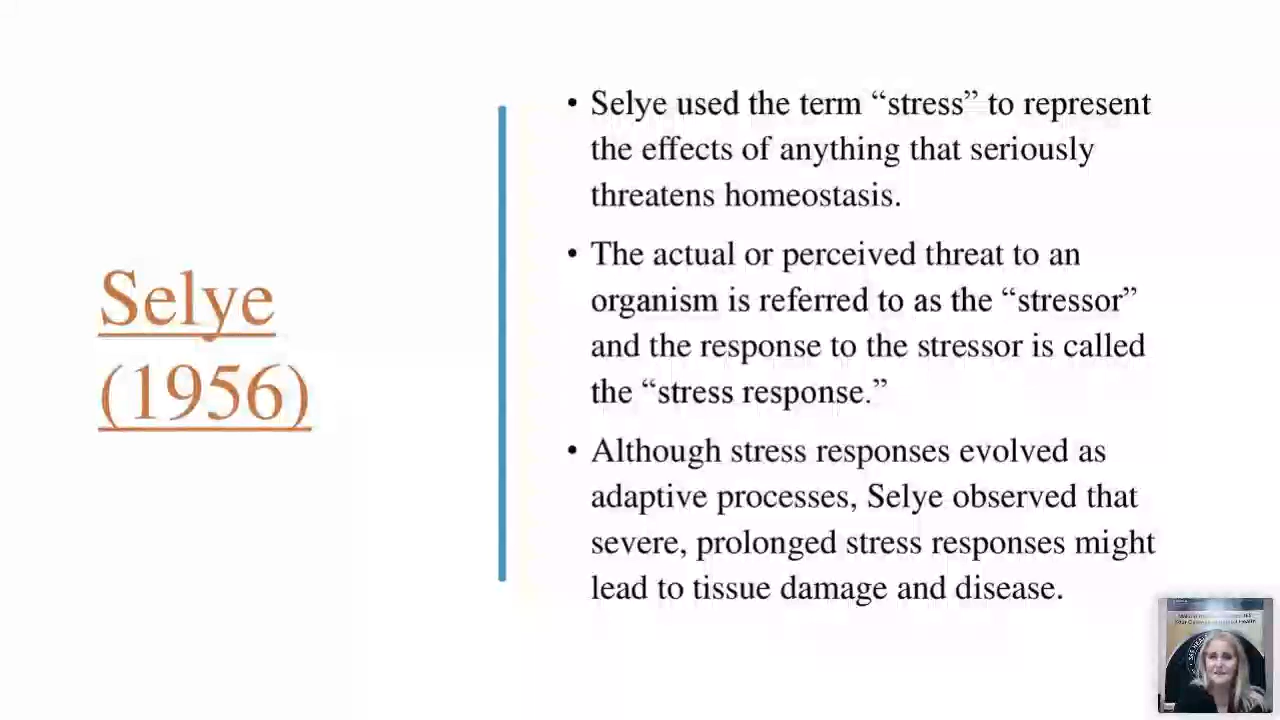 Selye
(1956)
• Selye used the term “stress” to represent
the effects of anything that seriously
threatens homeostasis.
• The actual or perceived threat to an
organism is referred to as the “stressor”
and the response to the stressor is called
the “stress response.”
• Although stress responses evolved as
adaptive processes, Selye observed that
severe, prolonged stress responses might
lead to tissue damage and disease.